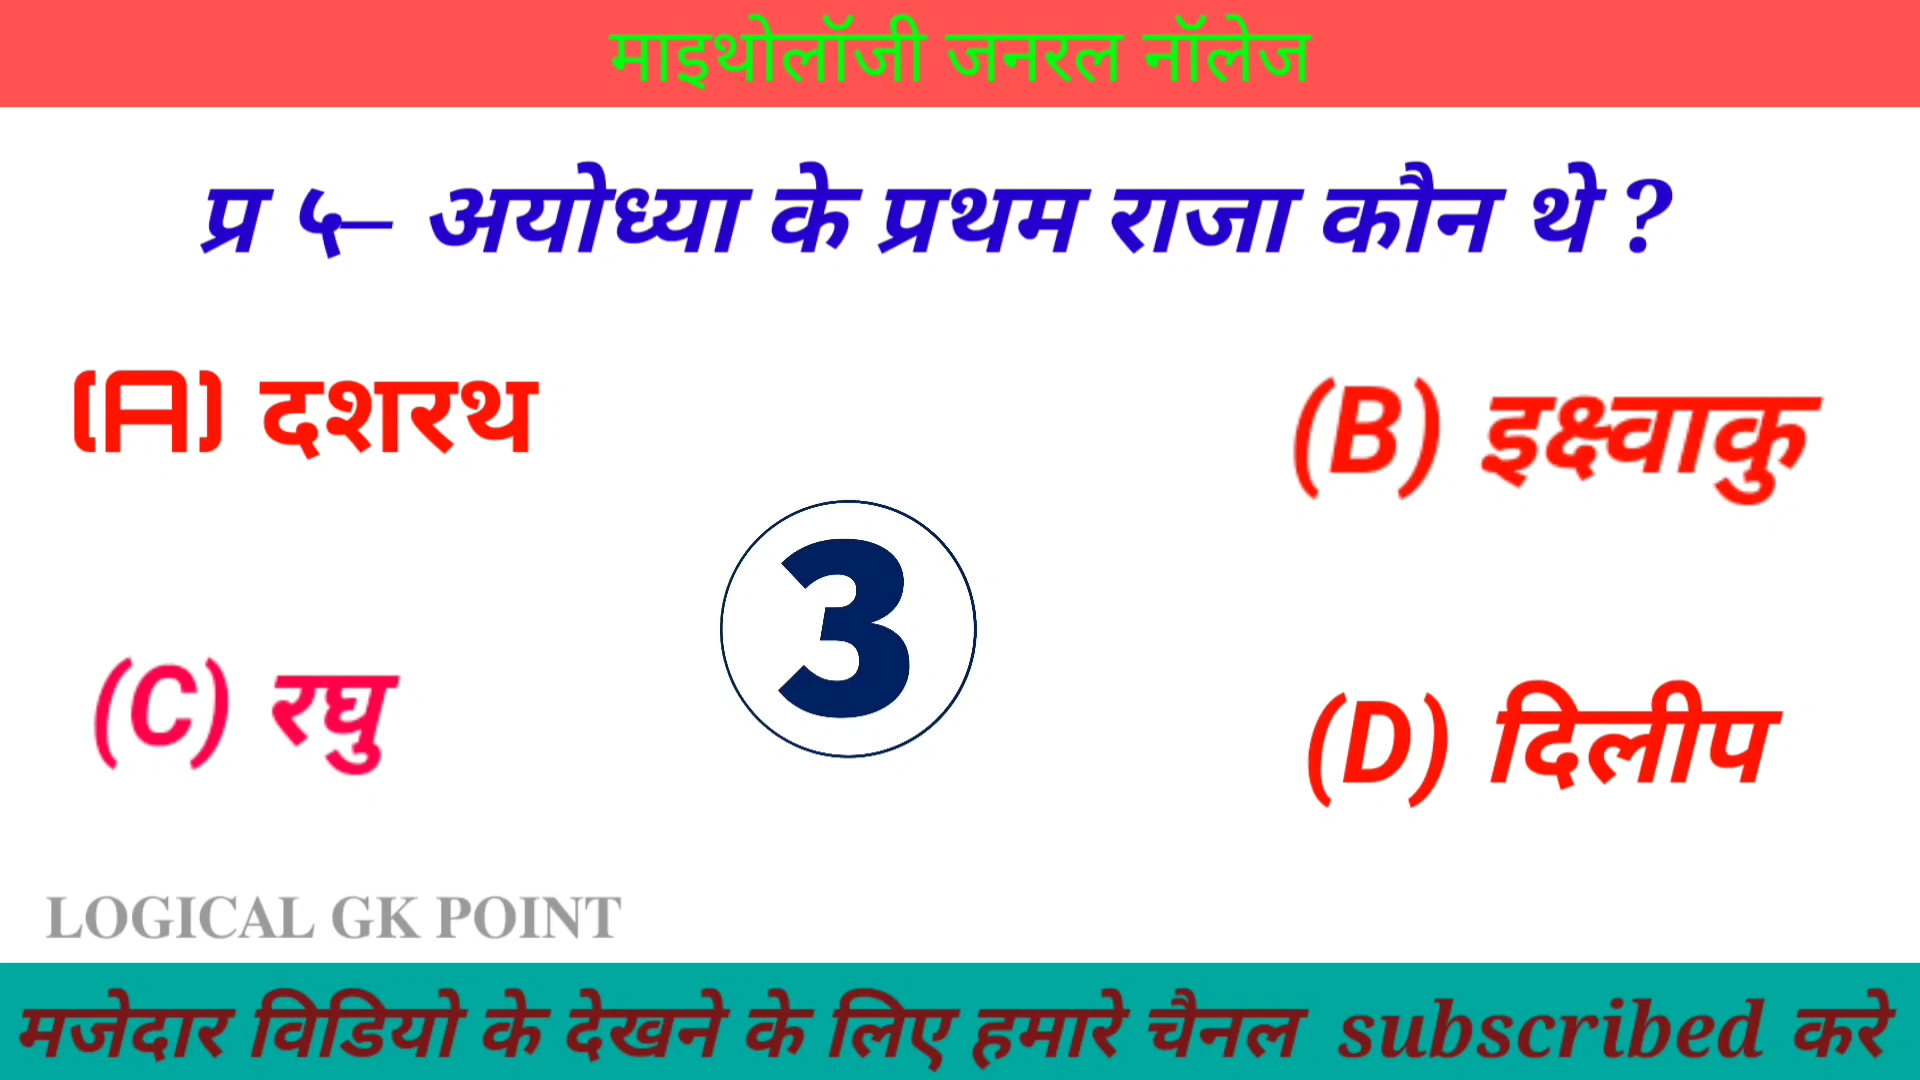 माइथोलॉजी जनरल नॉलेज
प्र ५– अयोध्या के प्रथम राजा कौन थे ?
(A) दशरथ
(B) इक्ष्वाकु
3
(C) रघु
(D) दिलीप
LOGICAL GK POINT
मजेदार विडियो के देखने के लिए हमारे चैनल subscribed करे